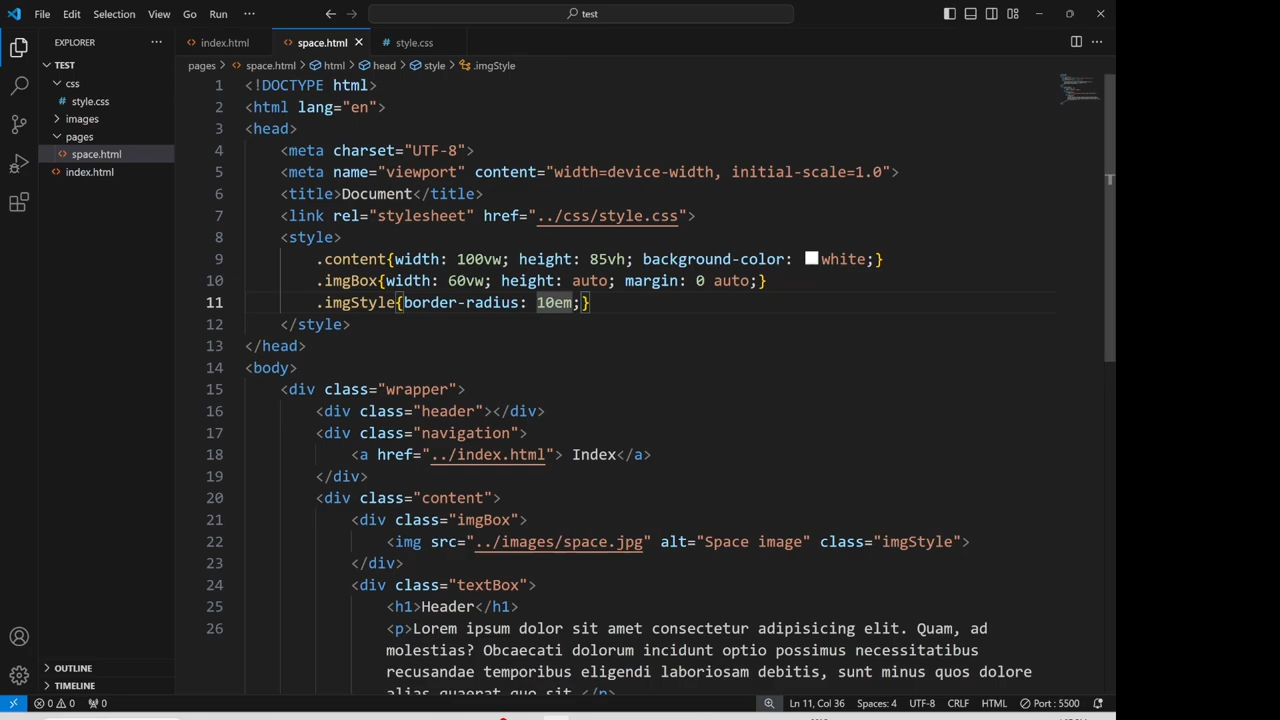 File Edit Selection View Go Run ··· test
EXPLORER ···
index.html space.html style.css
TEST
css
style.css
images
pages
space.html
index.html
OUTLINE
TIMELINE
pages > space.html > html > head > style > .imgStyle
1 <!DOCTYPE html>
2 <html lang="en">
3 <head>
4 <meta charset="UTF-8">
5 <meta name="viewport" content="width=device-width, initial-scale=1.0">
6 <title>Document</title>
7 <link rel="stylesheet" href="../css/style.css">
8 <style>
9 .content{width: 100vw; height: 85vh; background-color: white;}
10 .imgBox{width: 60vw; height: auto; margin: 0 auto;}
11 .imgStyle{border-radius: 10em;}
12 </style>
13 </head>
14 <body>
15 <div class="wrapper">
16 <div class="header"></div>
17 <div class="navigation">
18 <a href="../index.html"> Index</a>
19 </div>
20 <div class="content">
21 <div class="imgBox">
22 <img src="../images/space.jpg" alt="Space image" class="imgStyle">
23 </div>
24 <div class="textBox">
25 <h1>Header</h1>
26 <p>Lorem ipsum dolor sit amet consectetur adipisicing elit. Quam, ad
molestias? Obcaecati dolorum incidunt optio possimus necessitatibus
recusandae temporibus eligendi laboriosam debitis, sunt minus quos dolore
alias quaerat quo sit.</p>
0 0 0 Ln 11, Col 36 Spaces: 4 UTF-8 CRLF HTML Port : 5500